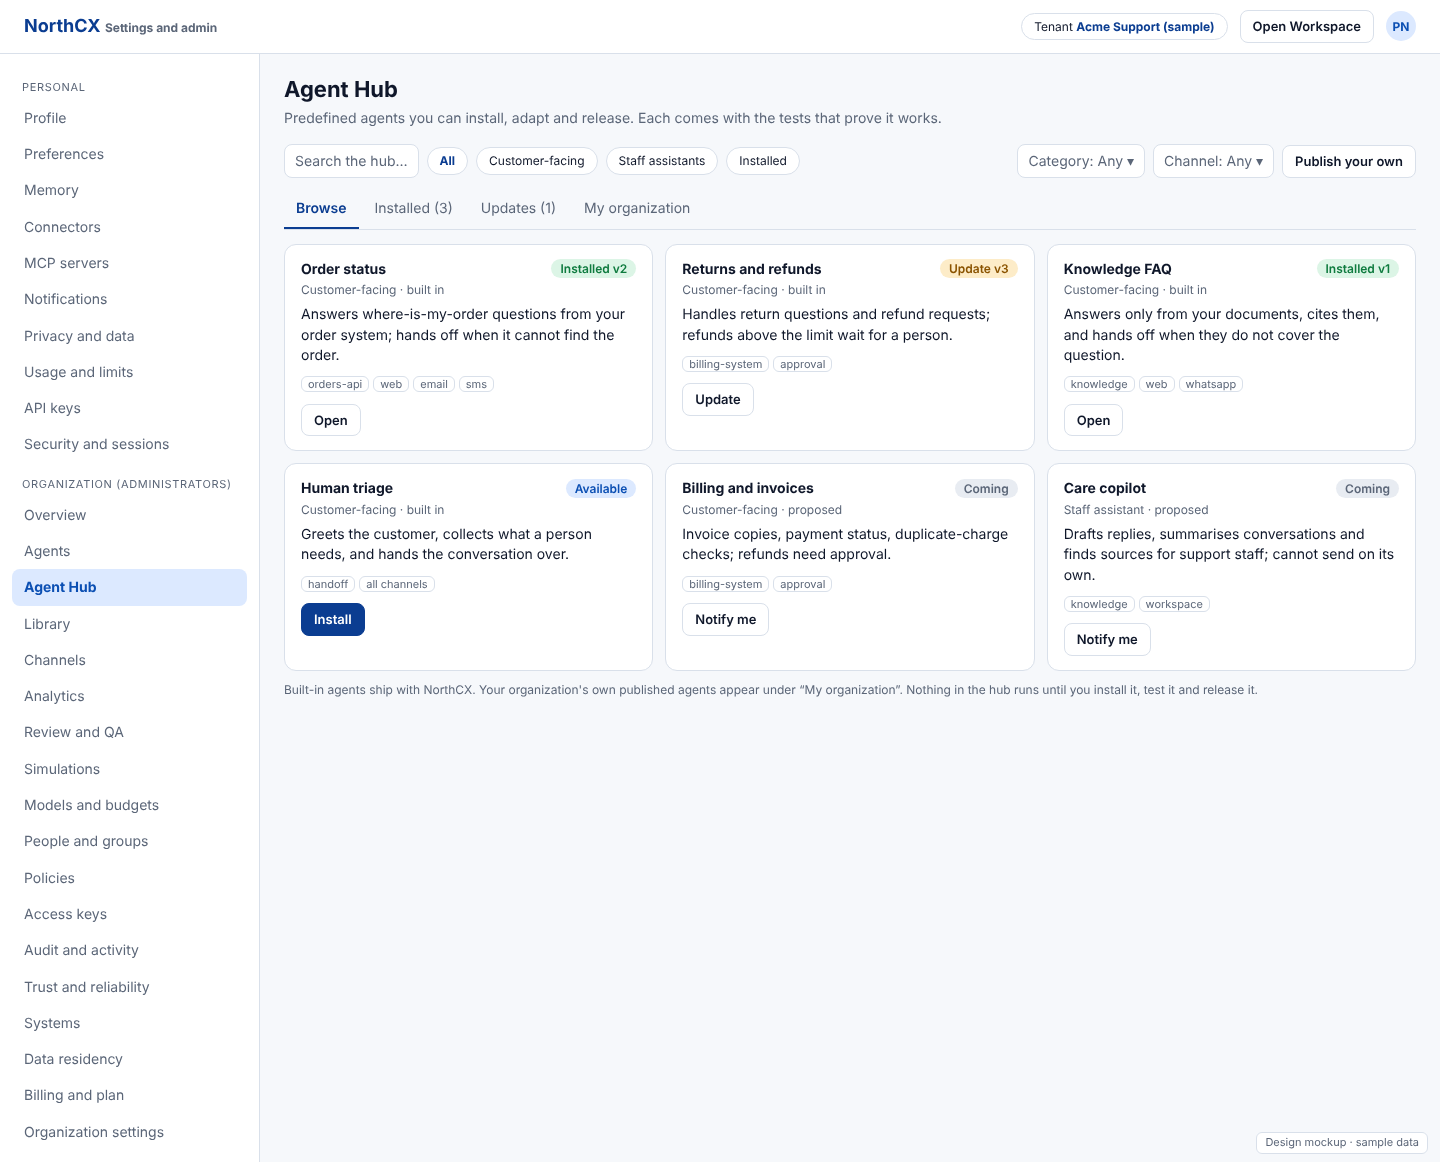 NorthCX Settings and admin
Tenant Acme Support (sample)
Open Workspace
PN
PERSONAL
Profile
Preferences
Memory
Connectors
MCP servers
Notifications
Privacy and data
Usage and limits
API keys
Security and sessions
ORGANIZATION (ADMINISTRATORS)
Overview
Agents
Agent Hub
Library
Channels
Analytics
Review and QA
Simulations
Models and budgets
People and groups
Policies
Access keys
Audit and activity
Trust and reliability
Systems
Data residency
Billing and plan
Organization settings
Agent Hub
Predefined agents you can install, adapt and release. Each comes with the tests that prove it works.
Search the hub...
All
Customer-facing
Staff assistants
Installed
Category: Any ▾
Channel: Any ▾
Publish your own
Browse
Installed (3)
Updates (1)
My organization
Order status
Installed v2
Customer-facing · built in
Answers where-is-my-order questions from your
order system; hands off when it cannot find the
order.
orders-api
web
email
sms
Open
Returns and refunds
Update v3
Customer-facing · built in
Handles return questions and refund requests;
refunds above the limit wait for a person.
billing-system
approval
Update
Knowledge FAQ
Installed v1
Customer-facing · built in
Answers only from your documents, cites them,
and hands off when they do not cover the
question.
knowledge
web
whatsapp
Open
Human triage
Available
Customer-facing · built in
Greets the customer, collects what a person
needs, and hands the conversation over.
handoff
all channels
Install
Billing and invoices
Coming
Customer-facing · proposed
Invoice copies, payment status, duplicate-charge
checks; refunds need approval.
billing-system
approval
Notify me
Care copilot
Coming
Staff assistant · proposed
Drafts replies, summarises conversations and
finds sources for support staff; cannot send on its
own.
knowledge
workspace
Notify me
Built-in agents ship with NorthCX. Your organization's own published agents appear under “My organization”. Nothing in the hub runs until you install it, test it and release it.
Design mockup · sample data